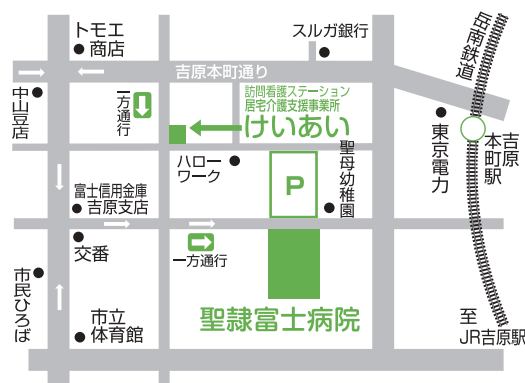 トモエ
商店
スルガ銀行
岳南鉄道
吉原本町通り
中山豆店
一方通行
訪問看護ステーション
居宅介護支援事業所
けいあい
東京電力
吉原
本町駅
ハロー
ワーク
聖母幼稚園
P
富士信用金庫
吉原支店
交番
一方通行
市民ひろば
市立
体育館
聖隷富士病院
至
JR吉原駅